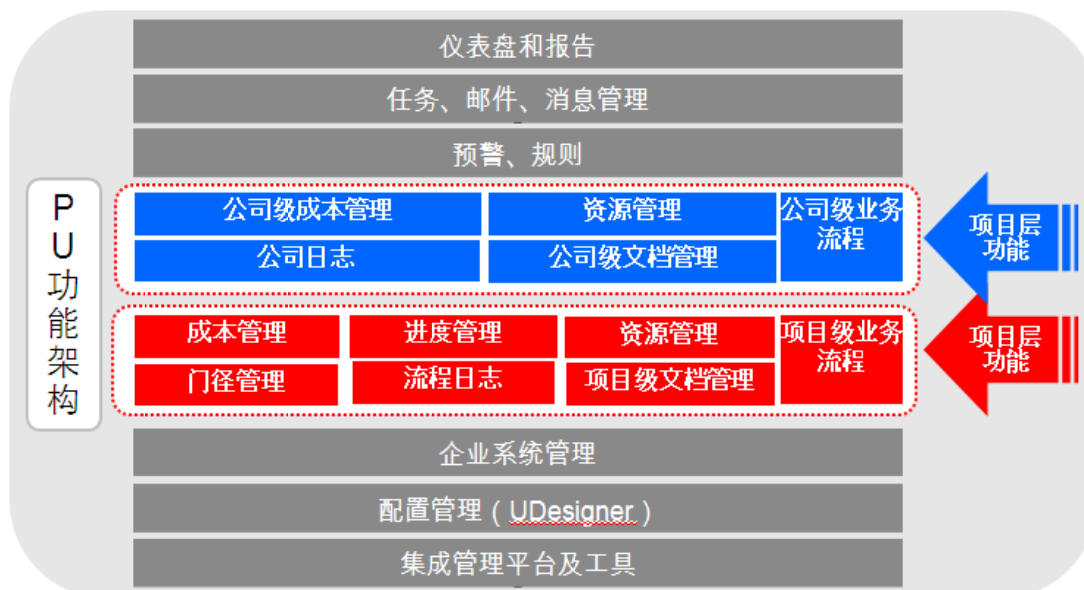 仪表盘和报告
任务、邮件、消息管理
预警、规则
PU功能架构
公司级成本管理
资源管理
公司级业务
流程
公司日志
公司级文档管理
项目层
功能
成本管理
进度管理
资源管理
项目级业务
流程
门径管理
流程日志
项目级文档管理
项目层
功能
企业系统管理
配置管理（UDesigner）
集成管理平台及工具